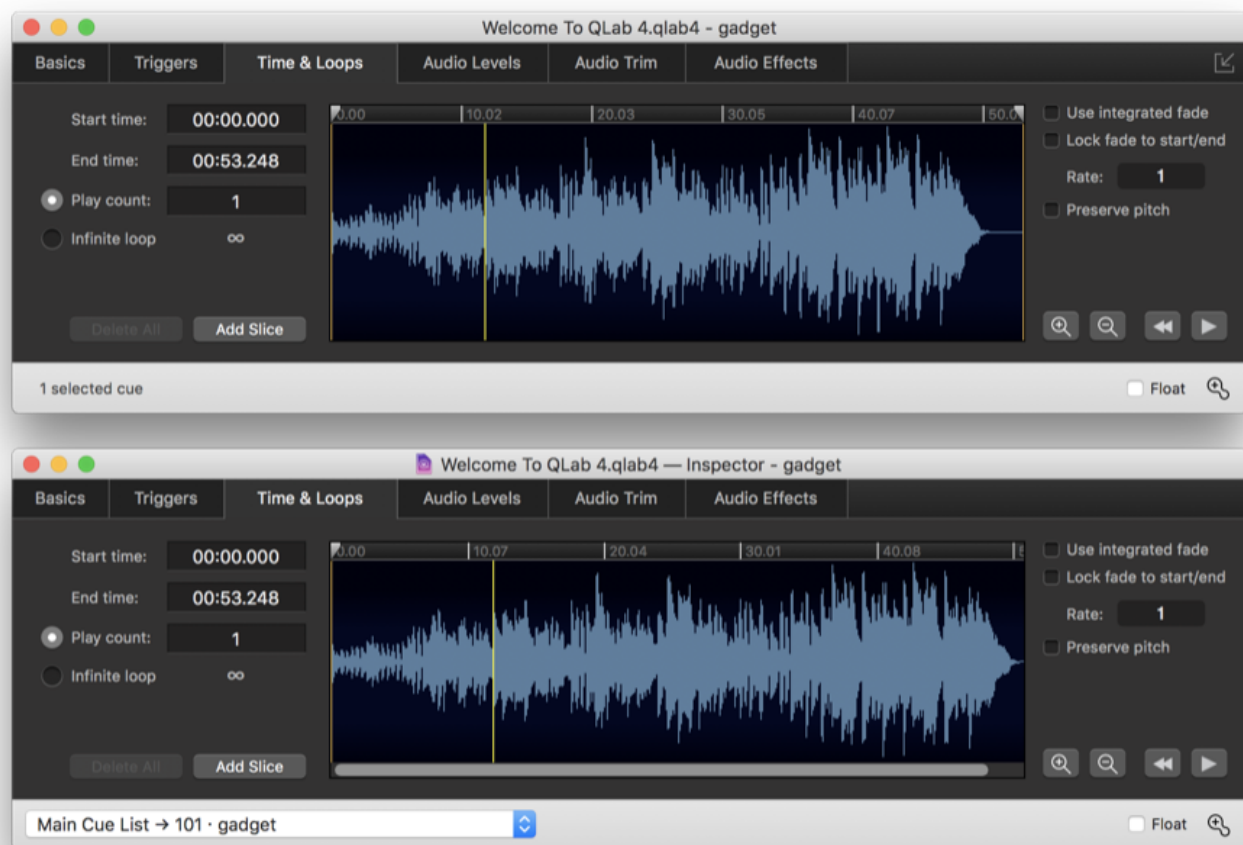 Welcome To QLab 4.qlab4 - gadget
Basics Triggers Time & Loops Audio Levels Audio Trim Audio Effects
Start time: 00:00.000 0.00 10.02 20.03 30.05 40.07 50.0 Use integrated fade
Lock fade to start/end
End time: 00:53.248
Rate: 1
Play count: 1
Preserve pitch
Infinite loop ∞
Delete All Add Slice
1 selected cue Float
Welcome To QLab 4.qlab4 — Inspector - gadget
Basics Triggers Time & Loops Audio Levels Audio Trim Audio Effects
Start time: 00:00.000 0.00 10.07 20.04 30.01 40.08 Use integrated fade
Lock fade to start/end
End time: 00:53.248
Rate: 1
Play count: 1
Preserve pitch
Infinite loop ∞
Delete All Add Slice
Main Cue List → 101 · gadget Float